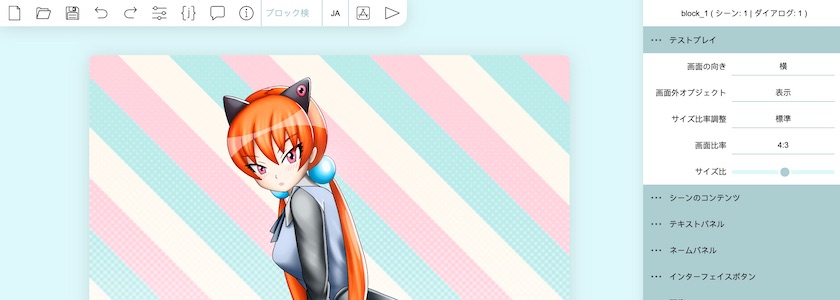 {j}
ブロック検
JA
block_1 ( シーン: 1 | ダイアログ: 1 )
テストプレイ
画面の向き 横
画面外オブジェクト 表示
サイズ比率調整 標準
画面比率 4:3
サイズ比
シーンのコンテンツ
テキストパネル
ネームパネル
インターフェイスボタン